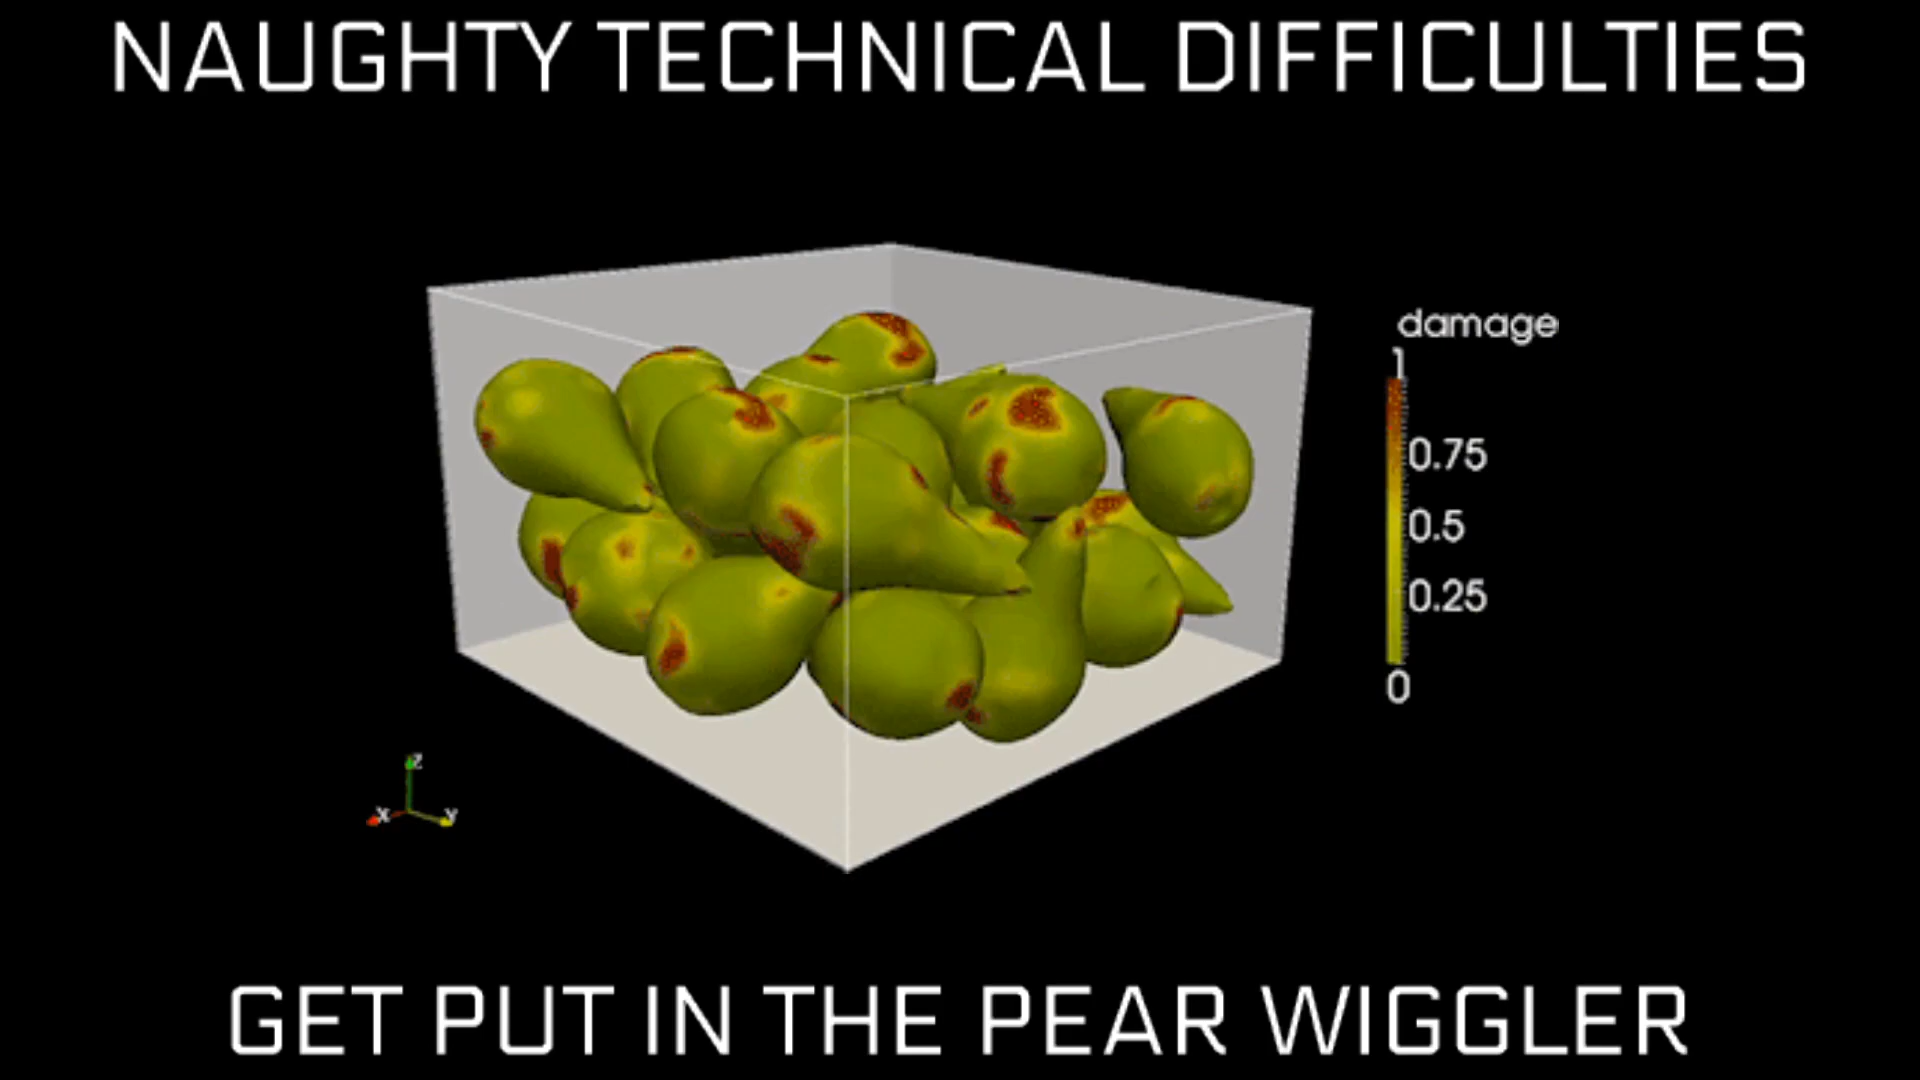 NAUGHTY TECHNICAL DIFFICULTIES
damage
1
0.75
0.5
0.25
0
Z
X
Y
GET PUT IN THE PEAR WIGGLER